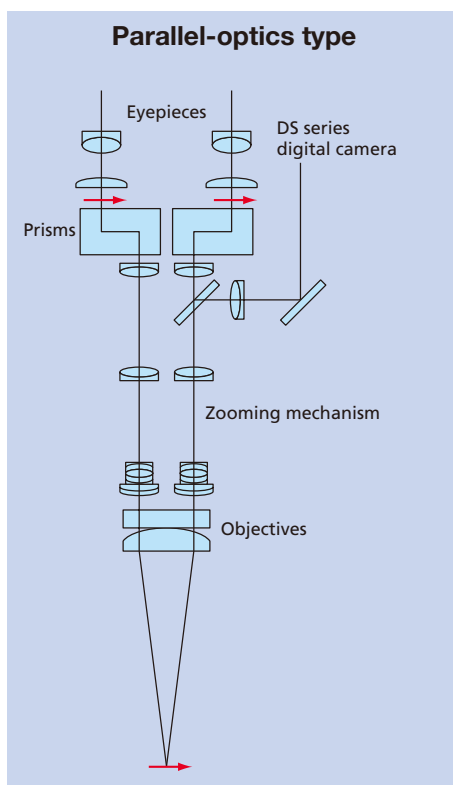 Parallel-optics type
Eyepieces
DS series
digital camera
Prisms
Zooming mechanism
Objectives